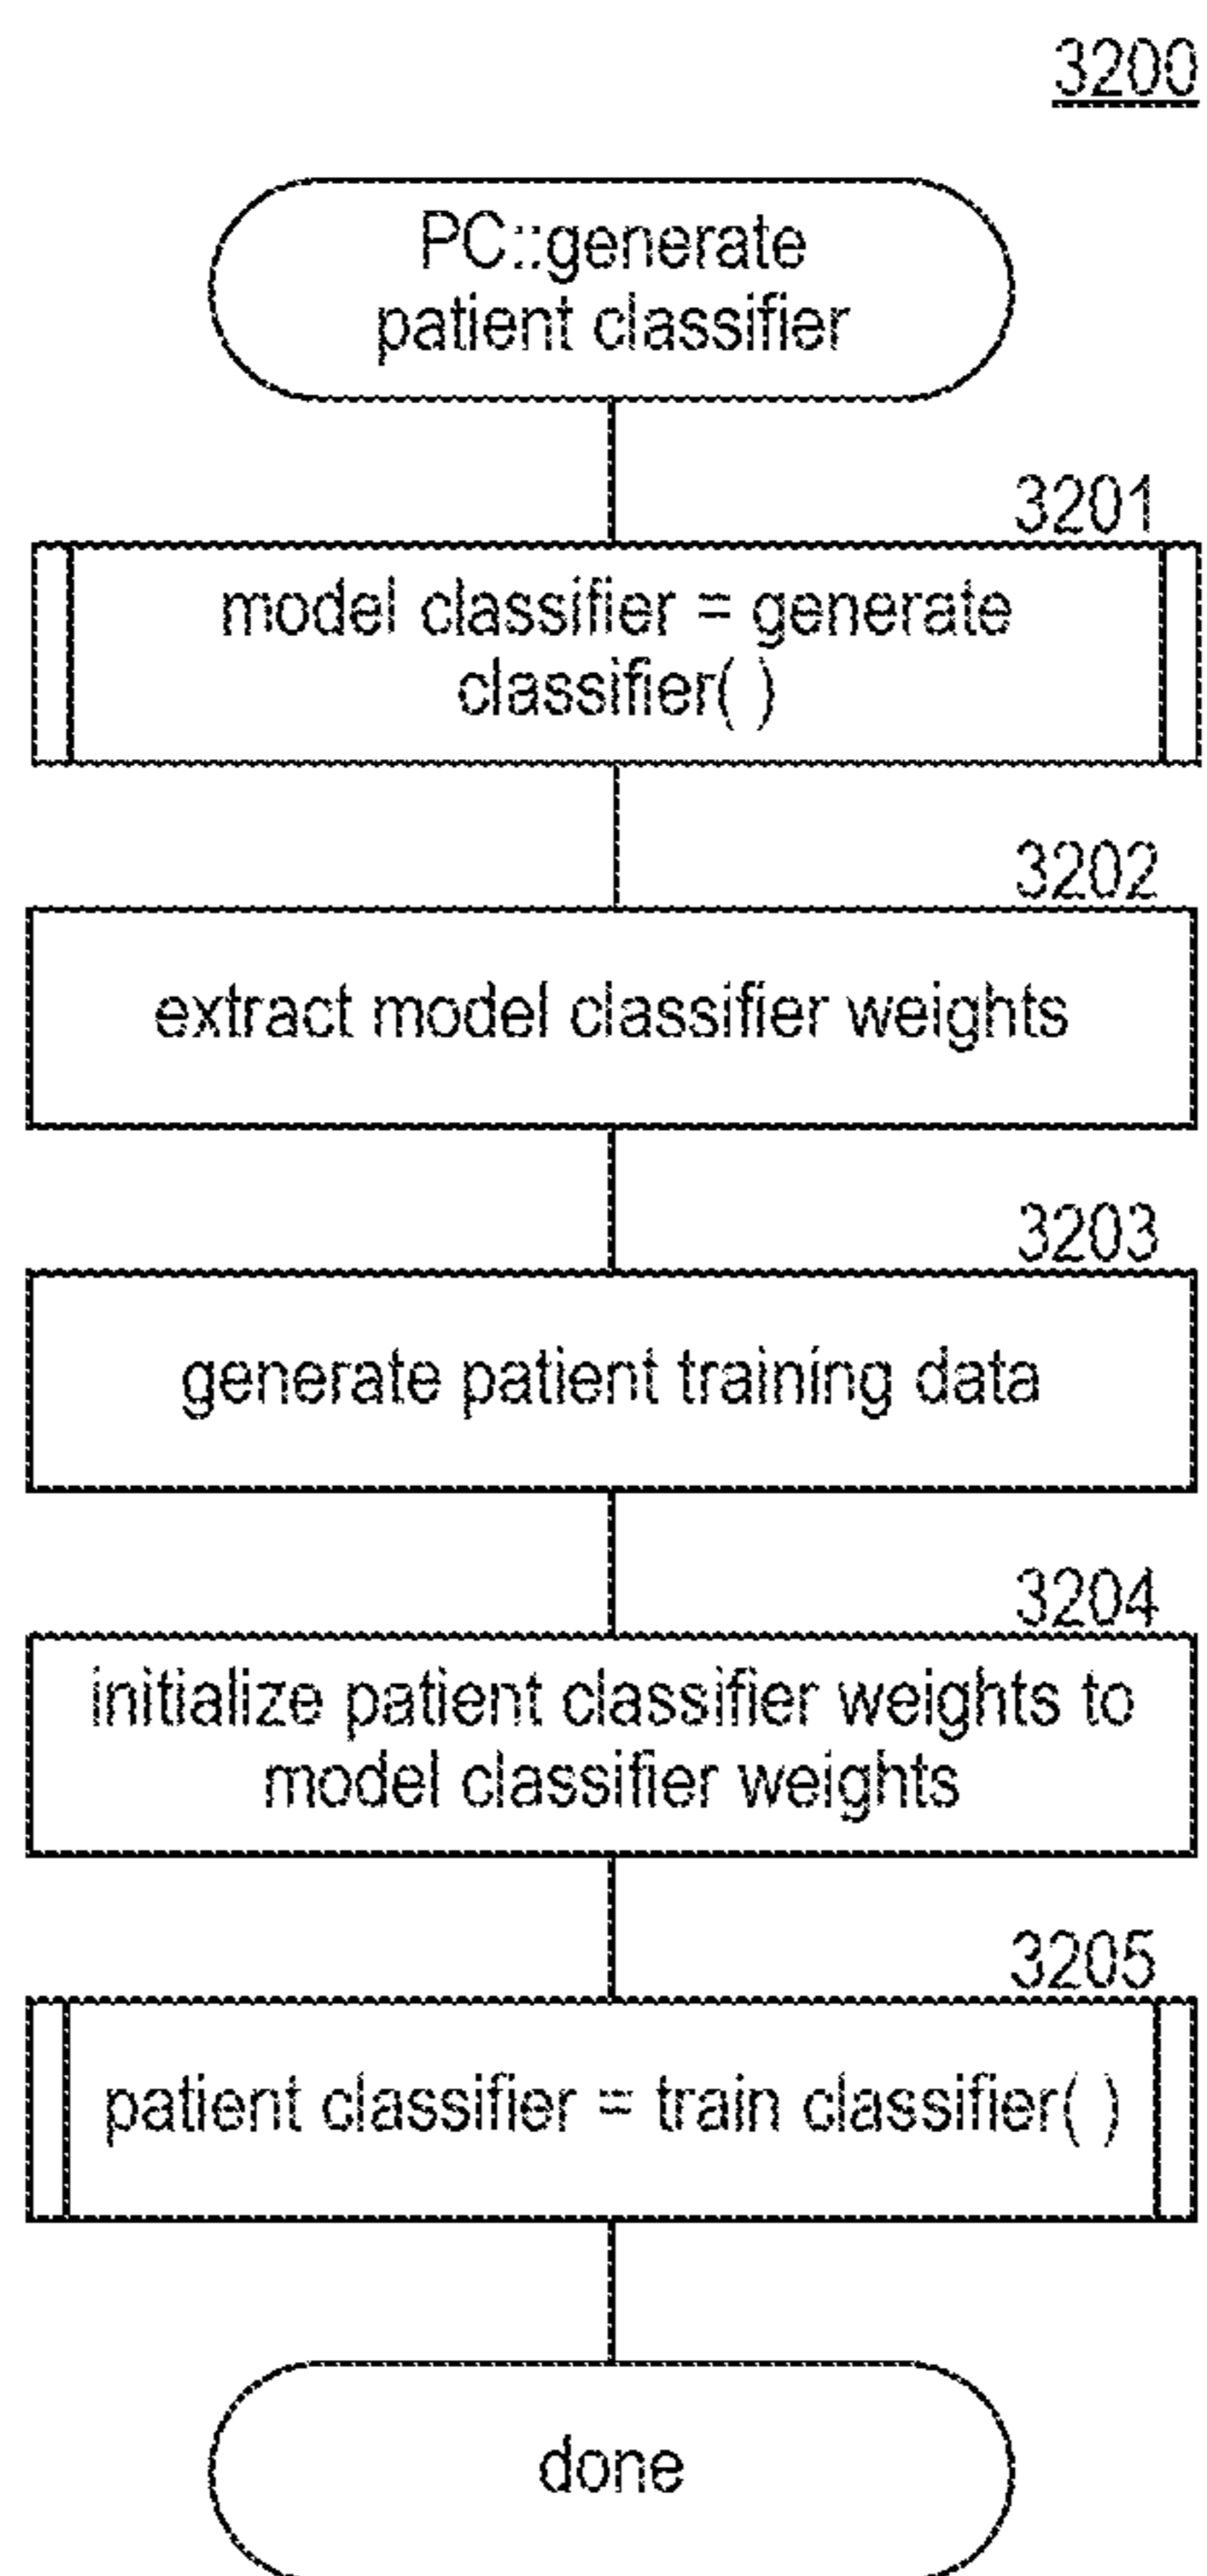 3200
PC::generate
patient classifier
3201
model classifier = generate
classifier( )
3202
extract model classifier weights
3203
generate patient training data
3204
initialize patient classifier weights to
model classifier weights
3205
patient classifier = train classifier( )
done